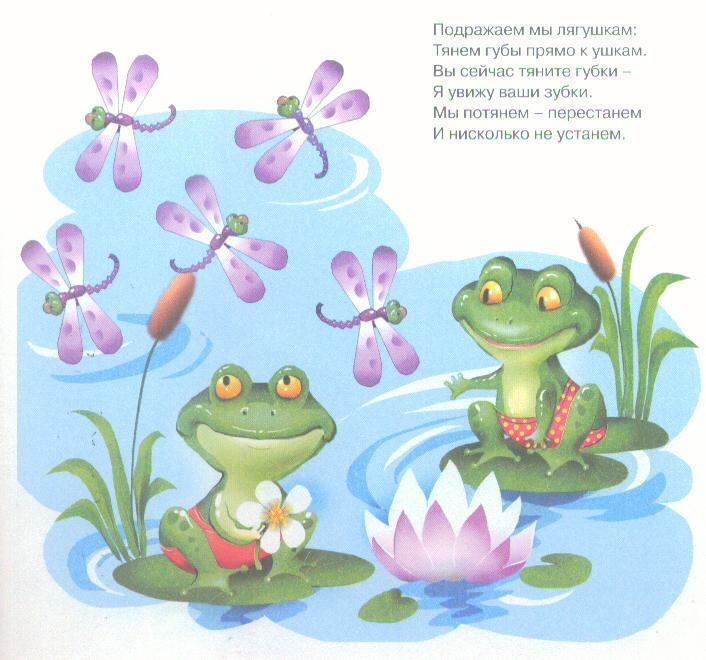 Подражаем мы лягушкам:
Тянем губы прямо к ушкам.
Вы сейчас тяните губки –
Я увижу ваши зубки.
Мы потянем – перестанем
И нисколько не устанем.